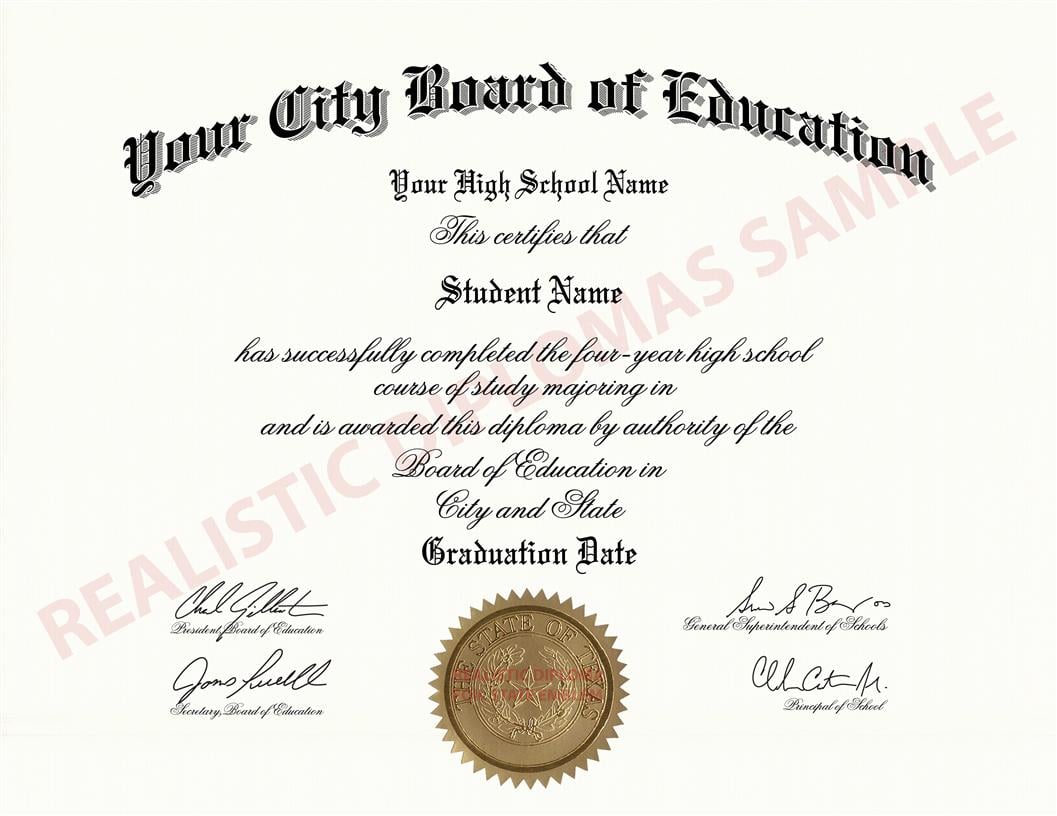 Your City Board of Education
Your High School Name
This certifies that
Student Name
has successfully completed the four-year high school
course of study majoring in
and is awarded this diploma by authority of the
Board of Education in
City and State
Graduation Date
President, Board of Education
General Superintendent of Schools
Secretary, Board of Education
Principal of School
THE STATE OF TEXAS
REALISTIC DIPLOMAS SAMPLE